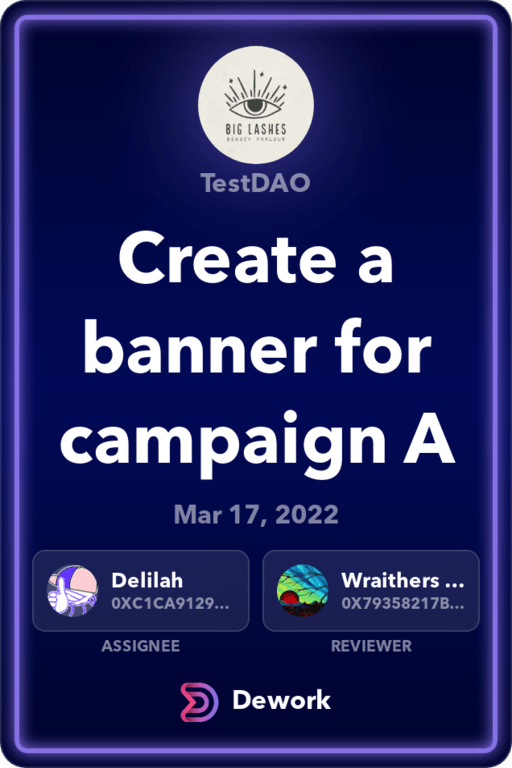 BIG LASHES
BEAUTY PARLOUR
TestDAO
Create a
banner for
campaign A
Mar 17, 2022
Delilah
0XC1CA9129...
Wraithers ...
0X79358217B...
ASSIGNEE
REVIEWER
Dework